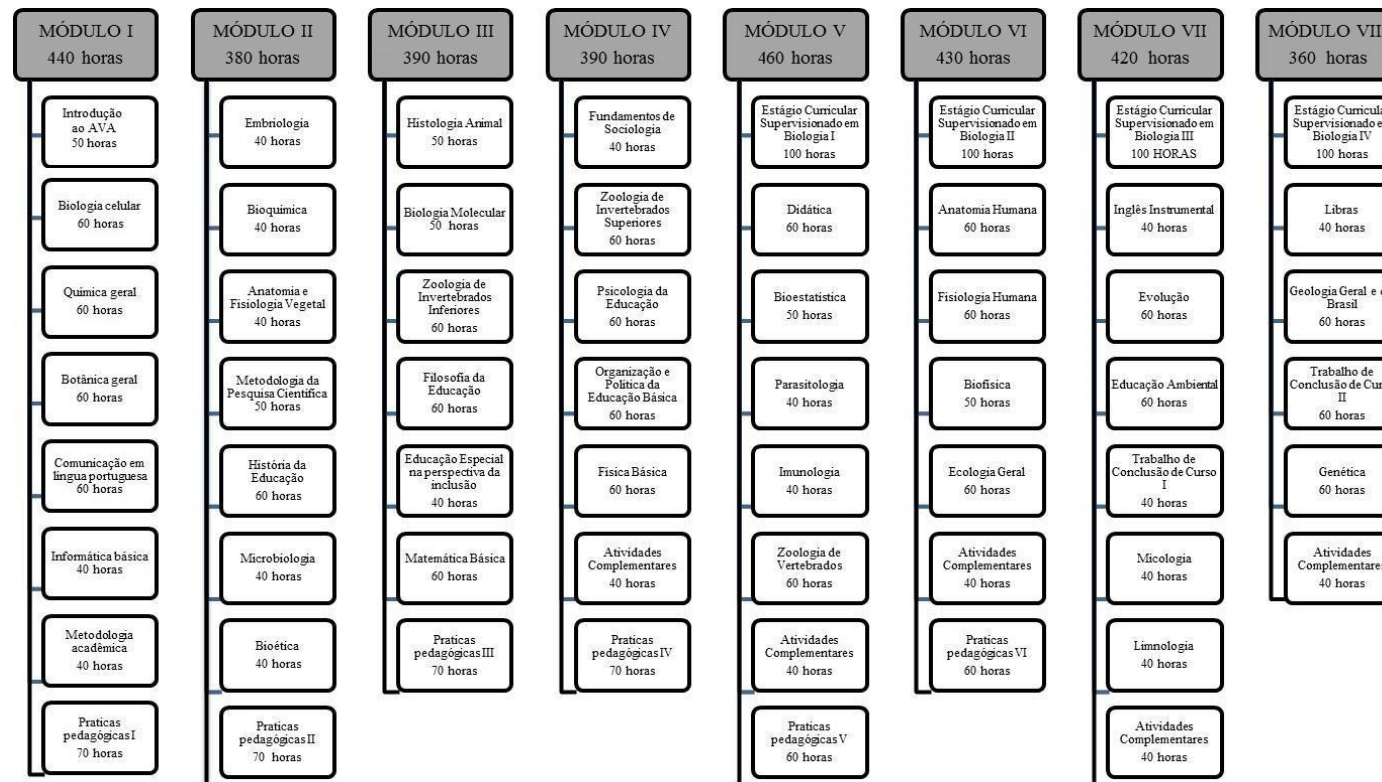 MÓDULO I
440 horas
Introdução
ao AVA
50 horas
Biologia celular
60 horas
Quimica geral
60 horas
Botânica geral
60 horas
Comunicação em
lingua portuguesa
60 horas
Informática básica
40 horas
Metodologia
acadêmica
40 horas
Praticas
pedagógicas I
70 horas
MÓDULO II
380 horas
Embriologia
40 horas
Bioquimica
40 horas
Anatomia e
Fisiologia Vegetal
40 horas
Metodologia da
Pesquisa Científica
50 horas
História da
Educação
60 horas
Microbiologia
40 horas
Bioética
40 horas
Praticas
pedagógicas II
70 horas
MÓDULO III
390 horas
Histologia Animal
50 horas
Biologia Molecular
50 horas
Zoologia de
Invertebrados
Inferiores
60 horas
Filosofia da
Educação
60 horas
Educação Especial
na perspectiva da
inclusão
40 horas
Matemática Básica
60 horas
Praticas
pedagógicas III
70 horas
MÓDULO IV
390 horas
Fundamentos de
Sociologia
40 horas
Zoologia de
Invertebrados
Superiores
60 horas
Psicologia da
Educação
60 horas
Organização e
Política da
Educação Básica
60 horas
Física Básica
60 horas
Atividades
Complementares
40 horas
Praticas
pedagógicas IV
70 horas
MÓDULO V
460 horas
Estágio Curricular
Supervisionado em
Biologia I
100 horas
Didática
60 horas
Bioestatística
50 horas
Parasitologia
40 horas
Imunologia
40 horas
Zoologia de
Vertebrados
60 horas
Atividades
Complementares
40 horas
Praticas
pedagógicas V
60 horas
MÓDULO VI
430 horas
Estágio Curricular
Supervisionado em
Biologia II
100 horas
Anatomia Humana
60 horas
Fisiologia Humana
60 horas
Biofísica
50 horas
Ecologia Geral
60 horas
Atividades
Complementares
40 horas
Praticas
pedagógicas VI
60 horas
MÓDULO VII
420 horas
Estágio Curricular
Supervisionado em
Biologia III
100 HORAS
Inglês Instrumental
40 horas
Evolução
60 horas
Educação Ambiental
60 horas
Trabalho de
Conclusão de Curso
I
40 horas
Micologia
40 horas
Limnologia
40 horas
Atividades
Complementares
40 horas
MÓDULO VII
360 horas
Estágio Curricula
Supervisionado e
Biologia IV
100 horas
Libras
40 horas
Geologia Geral e
Brasil
60 horas
Trabalho de
Conclusão de Cur
II
60 horas
Genética
60 horas
Atividades
Complementares
40 horas